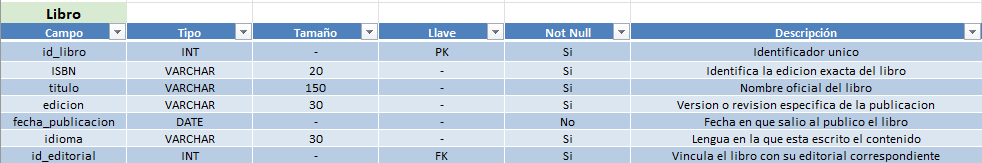 Libro
Campo Tipo Tamaño Llave Not Null Descripción
id_libro INT - PK Si Identificador unico
ISBN VARCHAR 20 - Si Identifica la edicion exacta del libro
titulo VARCHAR 150 - Si Nombre oficial del libro
edicion VARCHAR 30 - Si Version o revision especifica de la publicacion
fecha_publicacion DATE - - No Fecha en que salio al publico el libro
idioma VARCHAR 30 - Si Lengua en la que esta escrito el contenido
id_editorial INT - FK Si Vincula el libro con su editorial correspondiente